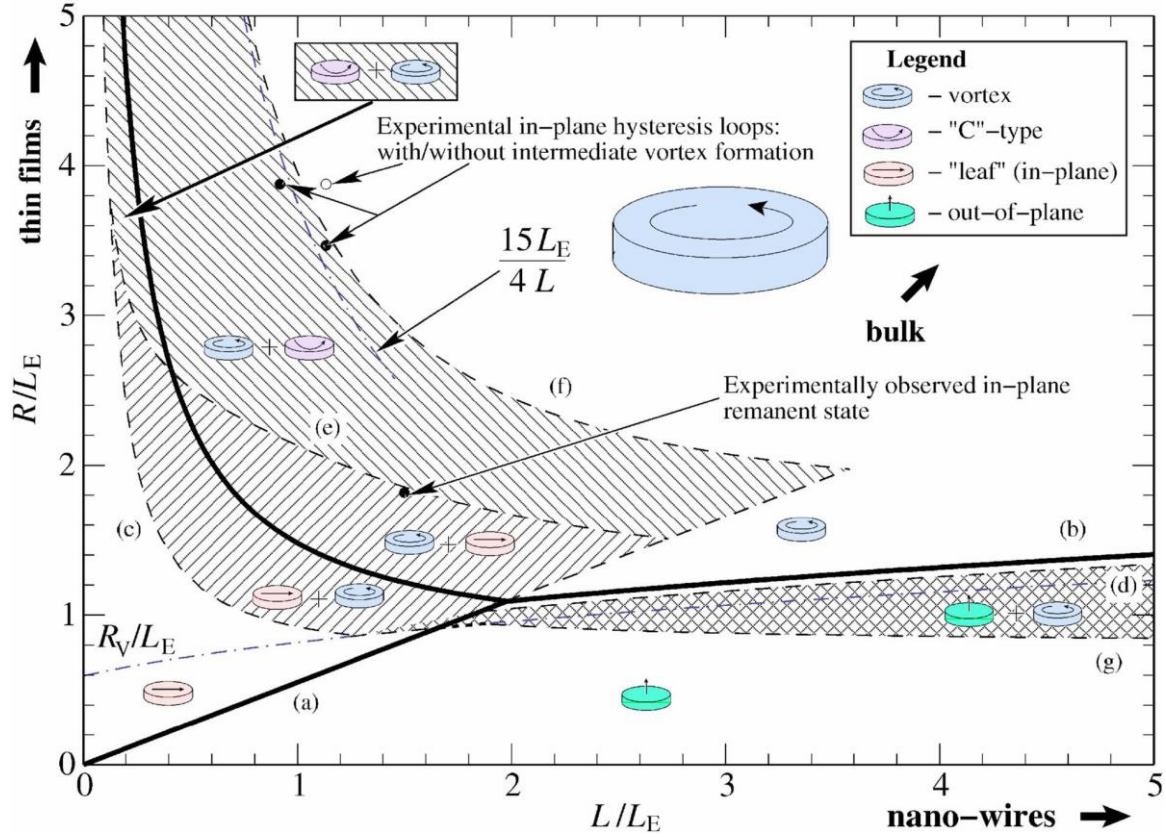 5
4
3
2
1
0
R/L_E
thin films
+
Experimental in−plane hysteresis loops:
with/without intermediate vortex formation
15 L_E
4 L
Legend
− vortex
− "C"−type
− "leaf" (in−plane)
− out−of−plane
bulk
+
(e)
(f)
Experimentally observed in−plane
remanent state
(c)
+
+
(b)
(d)
+
R_V/L_E
(g)
(a)
0
1
2
3
4
5
L/L_E
nano−wires